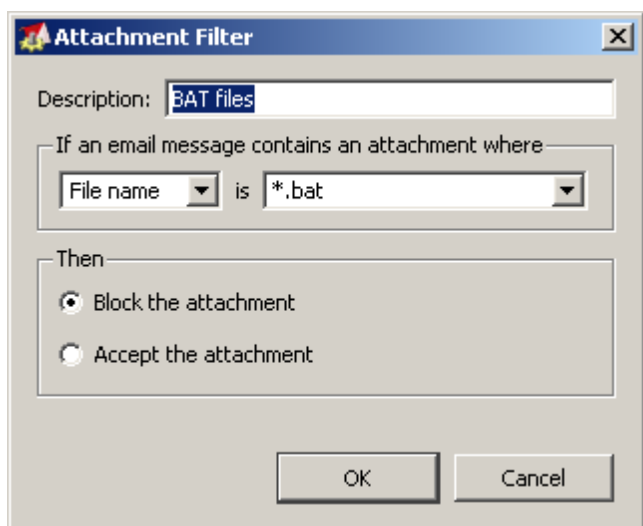 Attachment Filter
Description: BAT files
If an email message contains an attachment where
File name is *.bat
Then
Block the attachment
Accept the attachment
OK Cancel